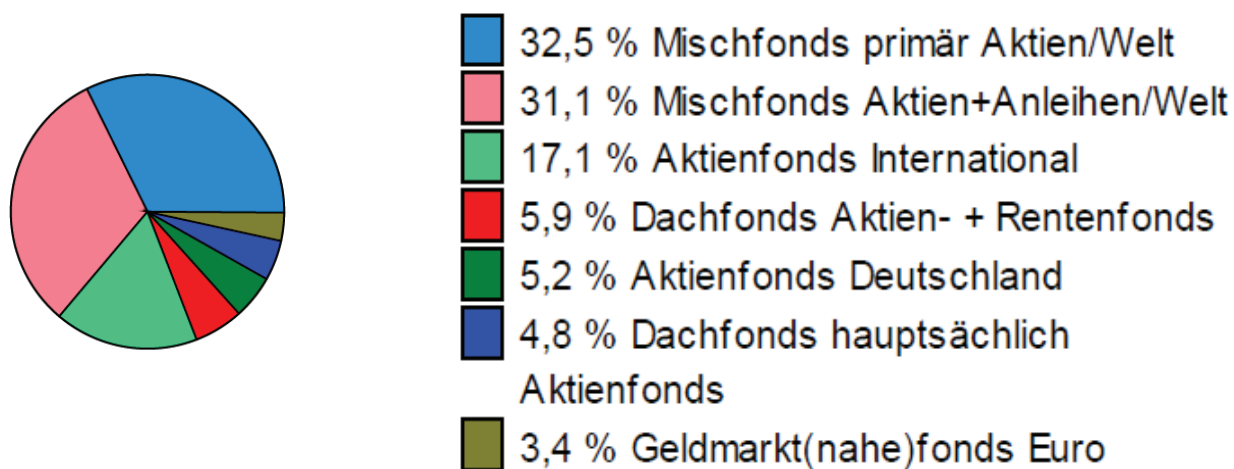 32,5 % Mischfonds primär Aktien/Welt
31,1 % Mischfonds Aktien+Anleihen/Welt
17,1 % Aktienfonds International
5,9 % Dachfonds Aktien- + Rentenfonds
5,2 % Aktienfonds Deutschland
4,8 % Dachfonds hauptsächlich
Aktienfonds
3,4 % Geldmarkt(nahe)fonds Euro